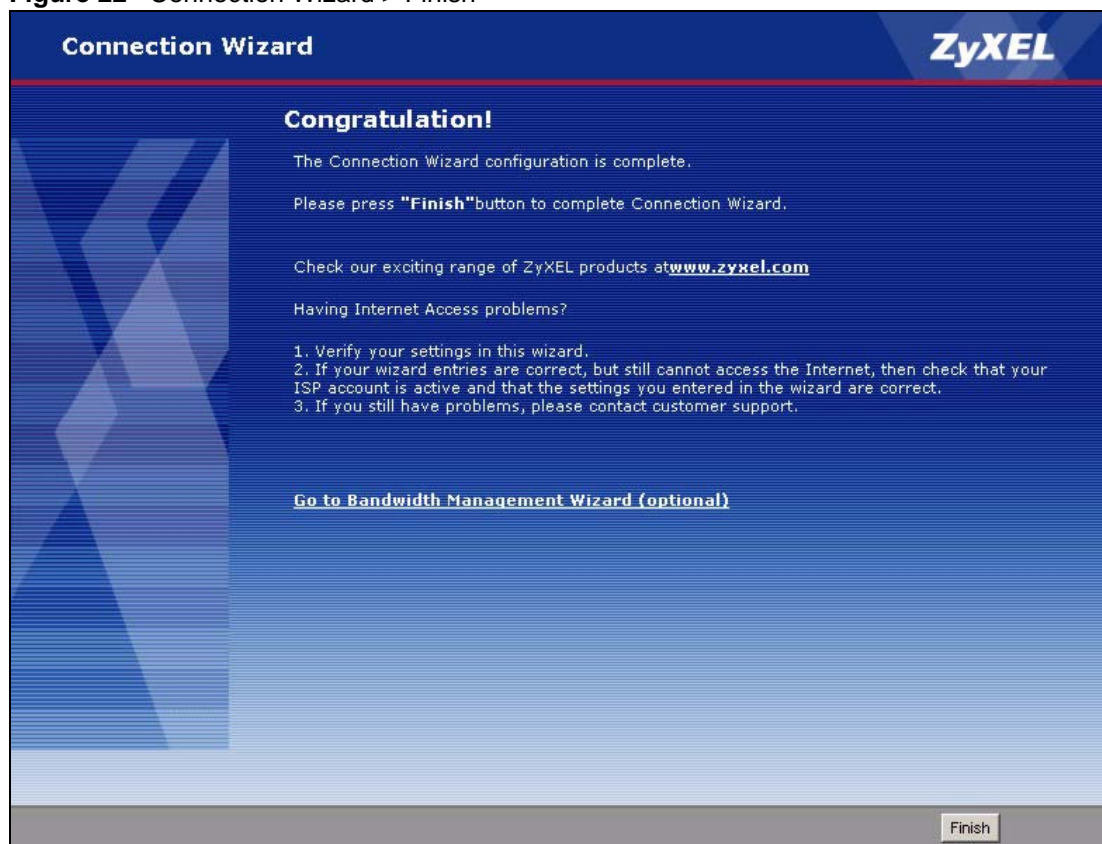 Figure 22 Connection Wizard > Finish
Connection Wizard
ZyXEL
Congratulation!
The Connection Wizard configuration is complete.
Please press "Finish"button to complete Connection Wizard.
Check our exciting range of ZyXEL products atwww.zyxel.com
Having Internet Access problems?
1. Verify your settings in this wizard.
2. If your wizard entries are correct, but still cannot access the Internet, then check that your
ISP account is active and that the settings you entered in the wizard are correct.
3. If you still have problems, please contact customer support.
Go to Bandwidth Management Wizard (optional)
Finish